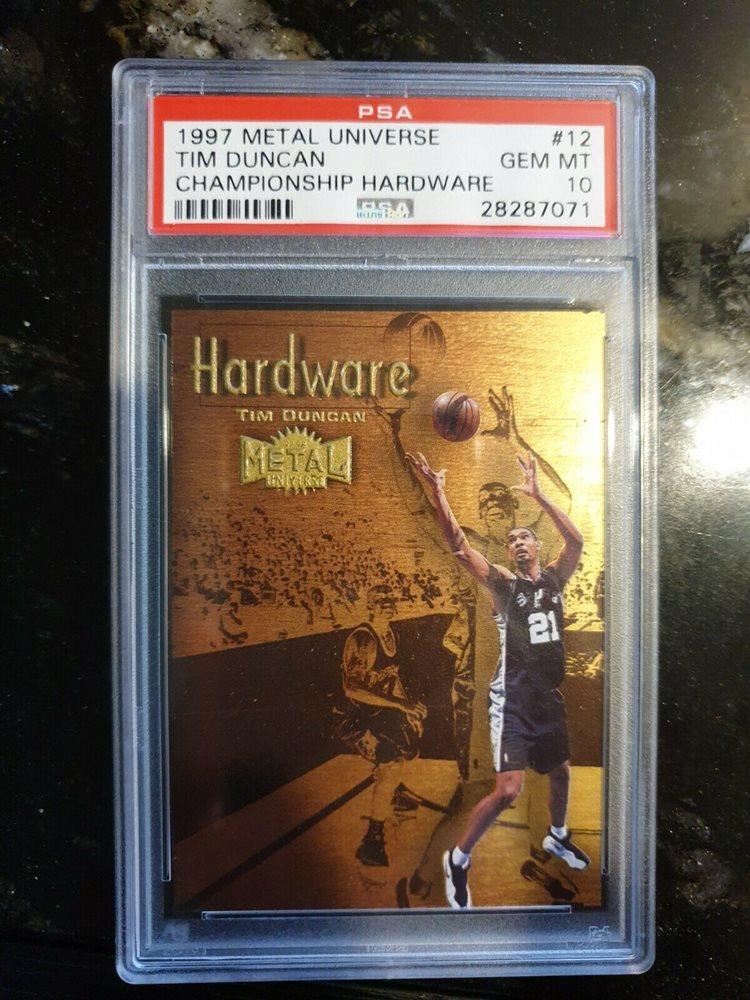 PSA
1997 METAL UNIVERSE #12
TIM DUNCAN GEM MT
CHAMPIONSHIP HARDWARE 10
PSA 28287071
Hardware
TIM DUNCAN
METAL
UNIVERSE
21